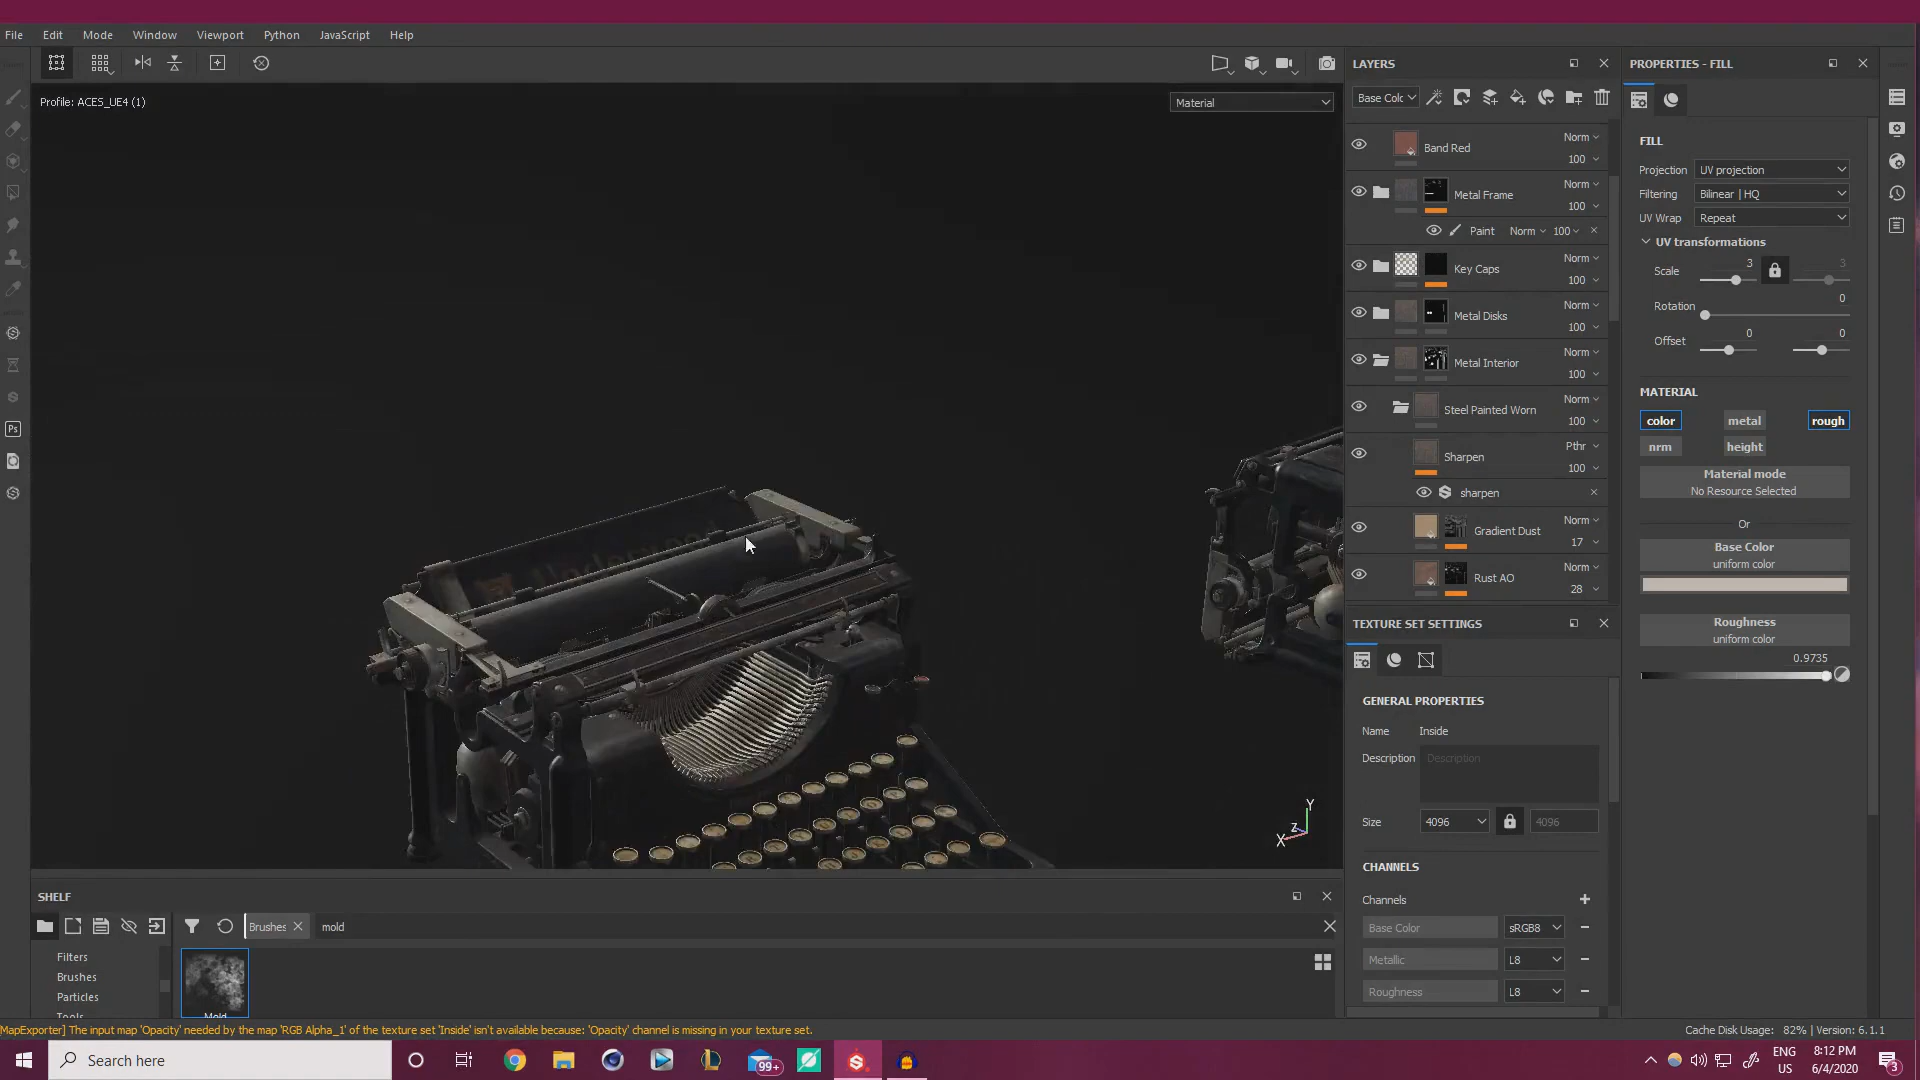 File Edit Mode Window Viewport Python JavaScript Help
Profile: ACES_UE4 (1)
Material
LAYERS
Base Colc
Band Red Norm 100
Metal Frame Norm 100
Paint Norm 100
Key Caps Norm 100
Metal Disks Norm 100
Metal Interior Norm 100
Steel Painted Worn Norm 100
Sharpen Pthr 100
sharpen
Gradient Dust Norm 17
Rust AO Norm 28
TEXTURE SET SETTINGS
GENERAL PROPERTIES
Name Inside
Description Description
Size 4096 4096
CHANNELS
Channels
Base Color sRGB8
Metallic L8
Roughness L8
PROPERTIES - FILL
FILL
Projection UV projection
Filtering Bilinear | HQ
UV Wrap Repeat
UV transformations
Scale 3 3
Rotation 0
Offset 0 0
MATERIAL
color metal rough
nrm height
Material mode
No Resource Selected
Or
Base Color
uniform color
Roughness
uniform color
0.9735
Underwood
Y
Z
X
SHELF
Brushes mold
Filters
Brushes
Particles
Tools
Mold
Ps
MapExporter] The input map 'Opacity' needed by the map 'RGB Alpha_1' of the texture set 'Inside' isn't available because: 'Opacity' channel is missing in your texture set.
Cache Disk Usage: 82% | Version: 6.1.1
Search here
99+
ENG
US
8:12 PM
6/4/2020
3